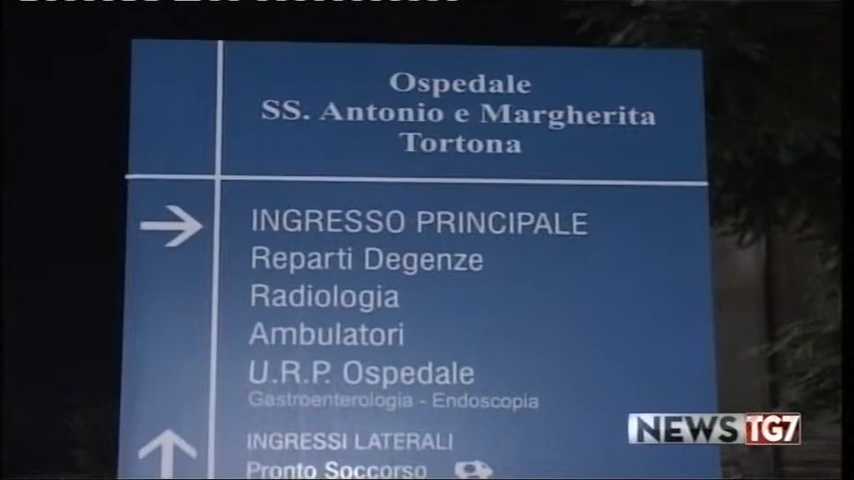 Ospedale
SS. Antonio e Margherita
Tortona
INGRESSO PRINCIPALE
Reparti Degenze
Radiologia
Ambulatori
U.R.P. Ospedale
Gastroenterologia - Endoscopia
INGRESSI LATERALI
Pronto Soccorso
NEWS TG7